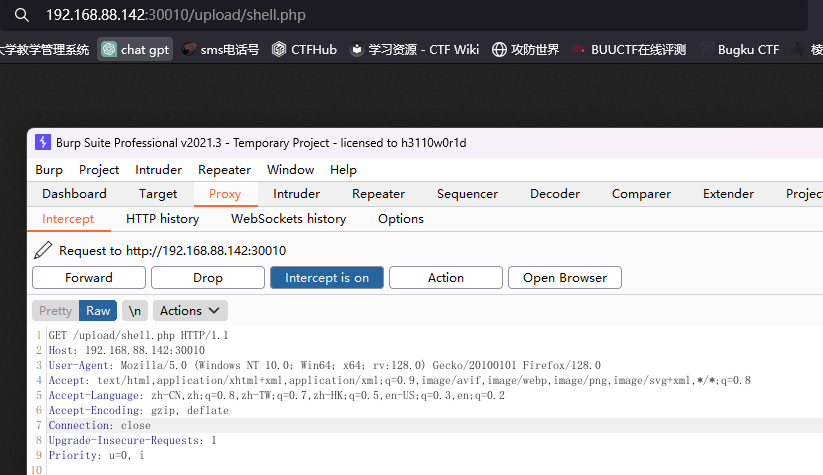 192.168.88.142:30010/upload/shell.php
大学教学管理系统 chat gpt sms电话号 CTFHub 学习资源 - CTF Wiki 攻防世界 BUUCTF在线评测 Bugku CTF 棱
Burp Suite Professional v2021.3 - Temporary Project - licensed to h3110w0r1d
Burp Project Intruder Repeater Window Help
Dashboard Target Proxy Intruder Repeater Sequencer Decoder Comparer Extender Project
Intercept HTTP history WebSockets history Options
Request to http://192.168.88.142:30010
Forward Drop Intercept is on Action Open Browser
Pretty Raw \n Actions
1 GET /upload/shell.php HTTP/1.1
2 Host: 192.168.88.142:30010
3 User-Agent: Mozilla/5.0 (Windows NT 10.0; Win64; x64; rv:128.0) Gecko/20100101 Firefox/128.0
4 Accept: text/html,application/xhtml+xml,application/xml;q=0.9,image/avif,image/webp,image/png,image/svg+xml,*/*;q=0.8
5 Accept-Language: zh-CN,zh;q=0.8,zh-TW;q=0.7,zh-HK;q=0.5,en-US;q=0.3,en;q=0.2
6 Accept-Encoding: gzip, deflate
7 Connection: close
8 Upgrade-Insecure-Requests: 1
9 Priority: u=0, i
10